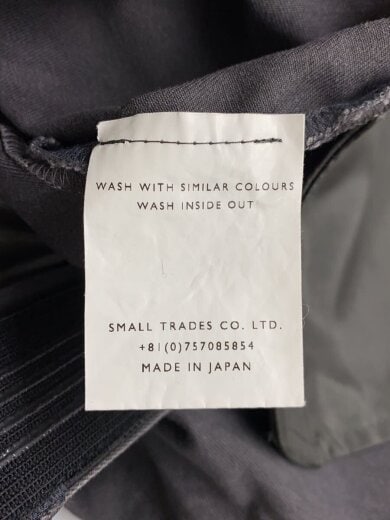 WASH WITH SIMILAR COLOURS
WASH INSIDE OUT
SMALL TRADES CO. LTD.
+81(0)757085854
MADE IN JAPAN